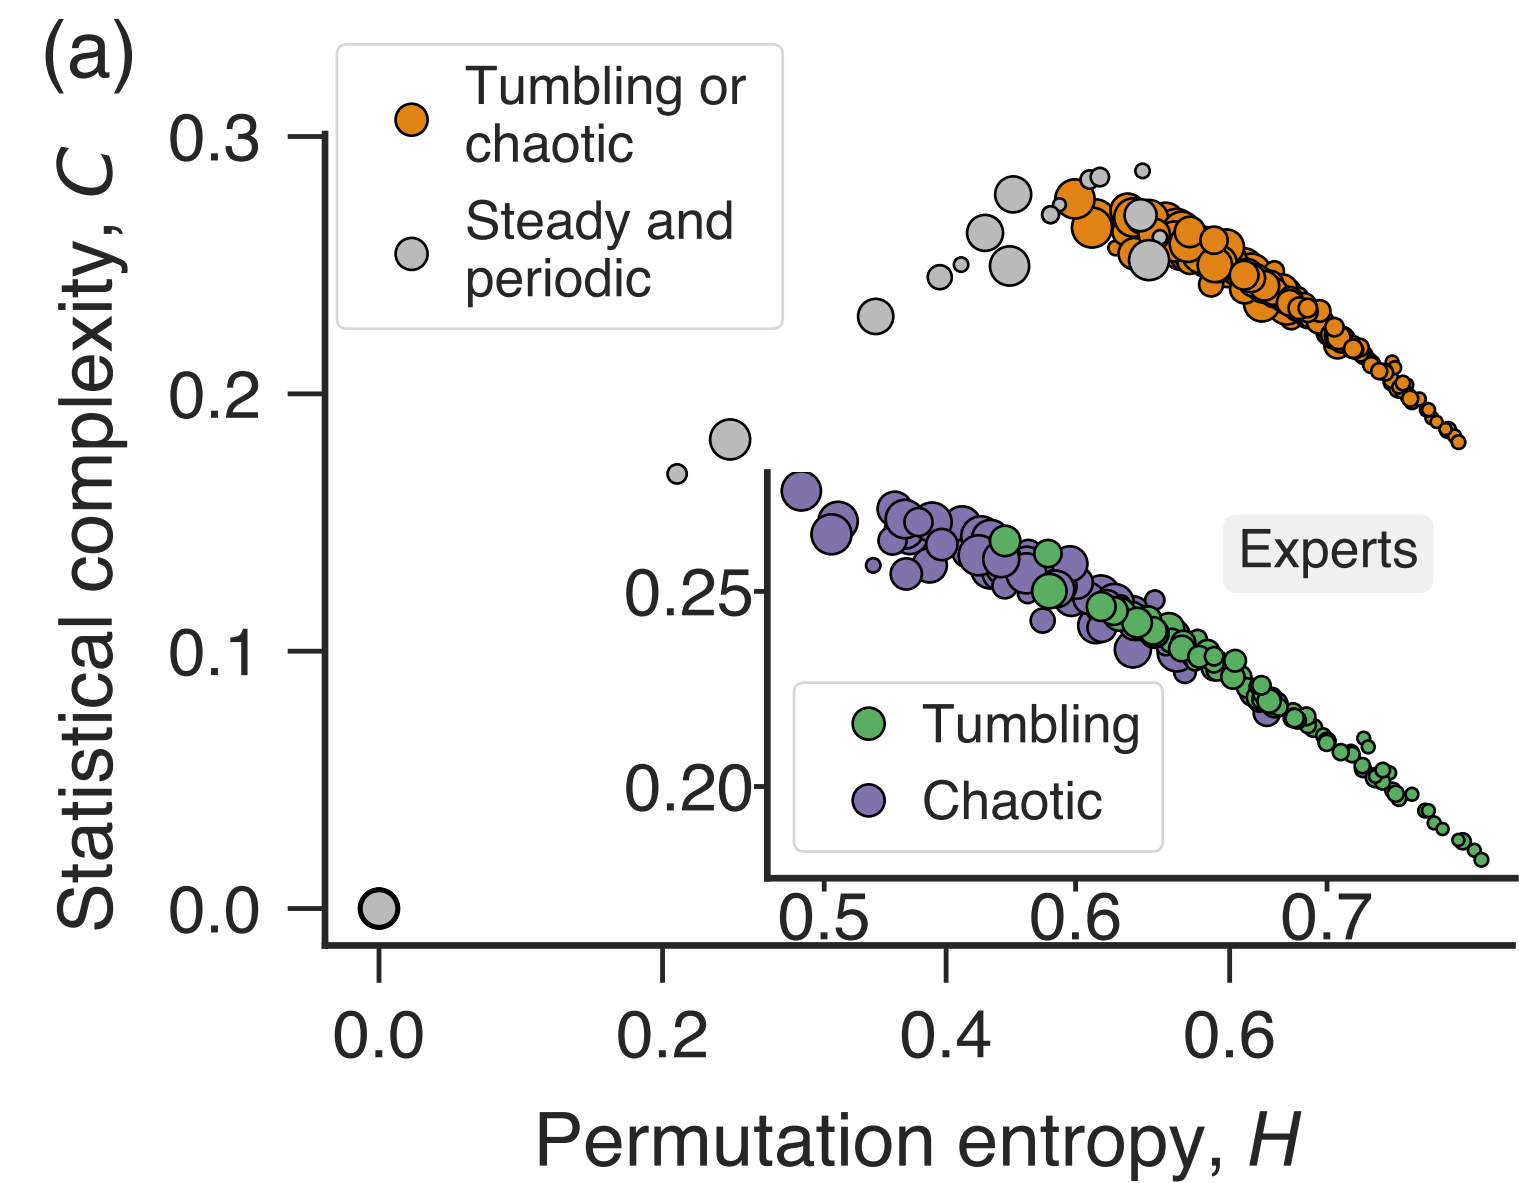 (a)
Tumbling or
chaotic
Steady and
periodic
Statistical complexity, C
0.3
0.2
0.1
0.0
Experts
0.25
0.20
Tumbling
Chaotic
0.5 0.6 0.7
0.0 0.2 0.4 0.6
Permutation entropy, H